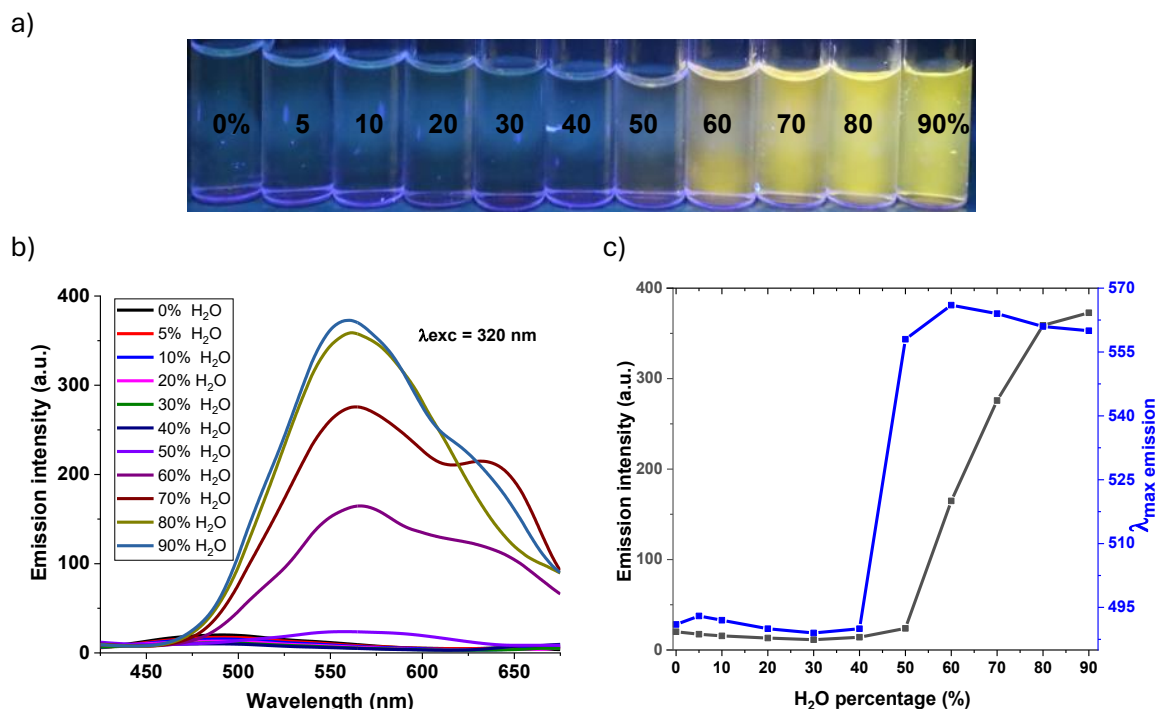 a)
0% 5 10 20 30 40 50 60 70 80 90%
b)
c)
400
300
200
100
0
Emission intensity (a.u.)
0% H₂O
5% H₂O
10% H₂O
20% H₂O
30% H₂O
40% H₂O
50% H₂O
60% H₂O
70% H₂O
80% H₂O
90% H₂O
λexc = 320 nm
450 500 550 600 650
Wavelength (nm)
400
300
200
100
0
Emission intensity (a.u.)
570
555
540
525
510
495
λmax emission
0 10 20 30 40 50 60 70 80 90
H₂O percentage (%)